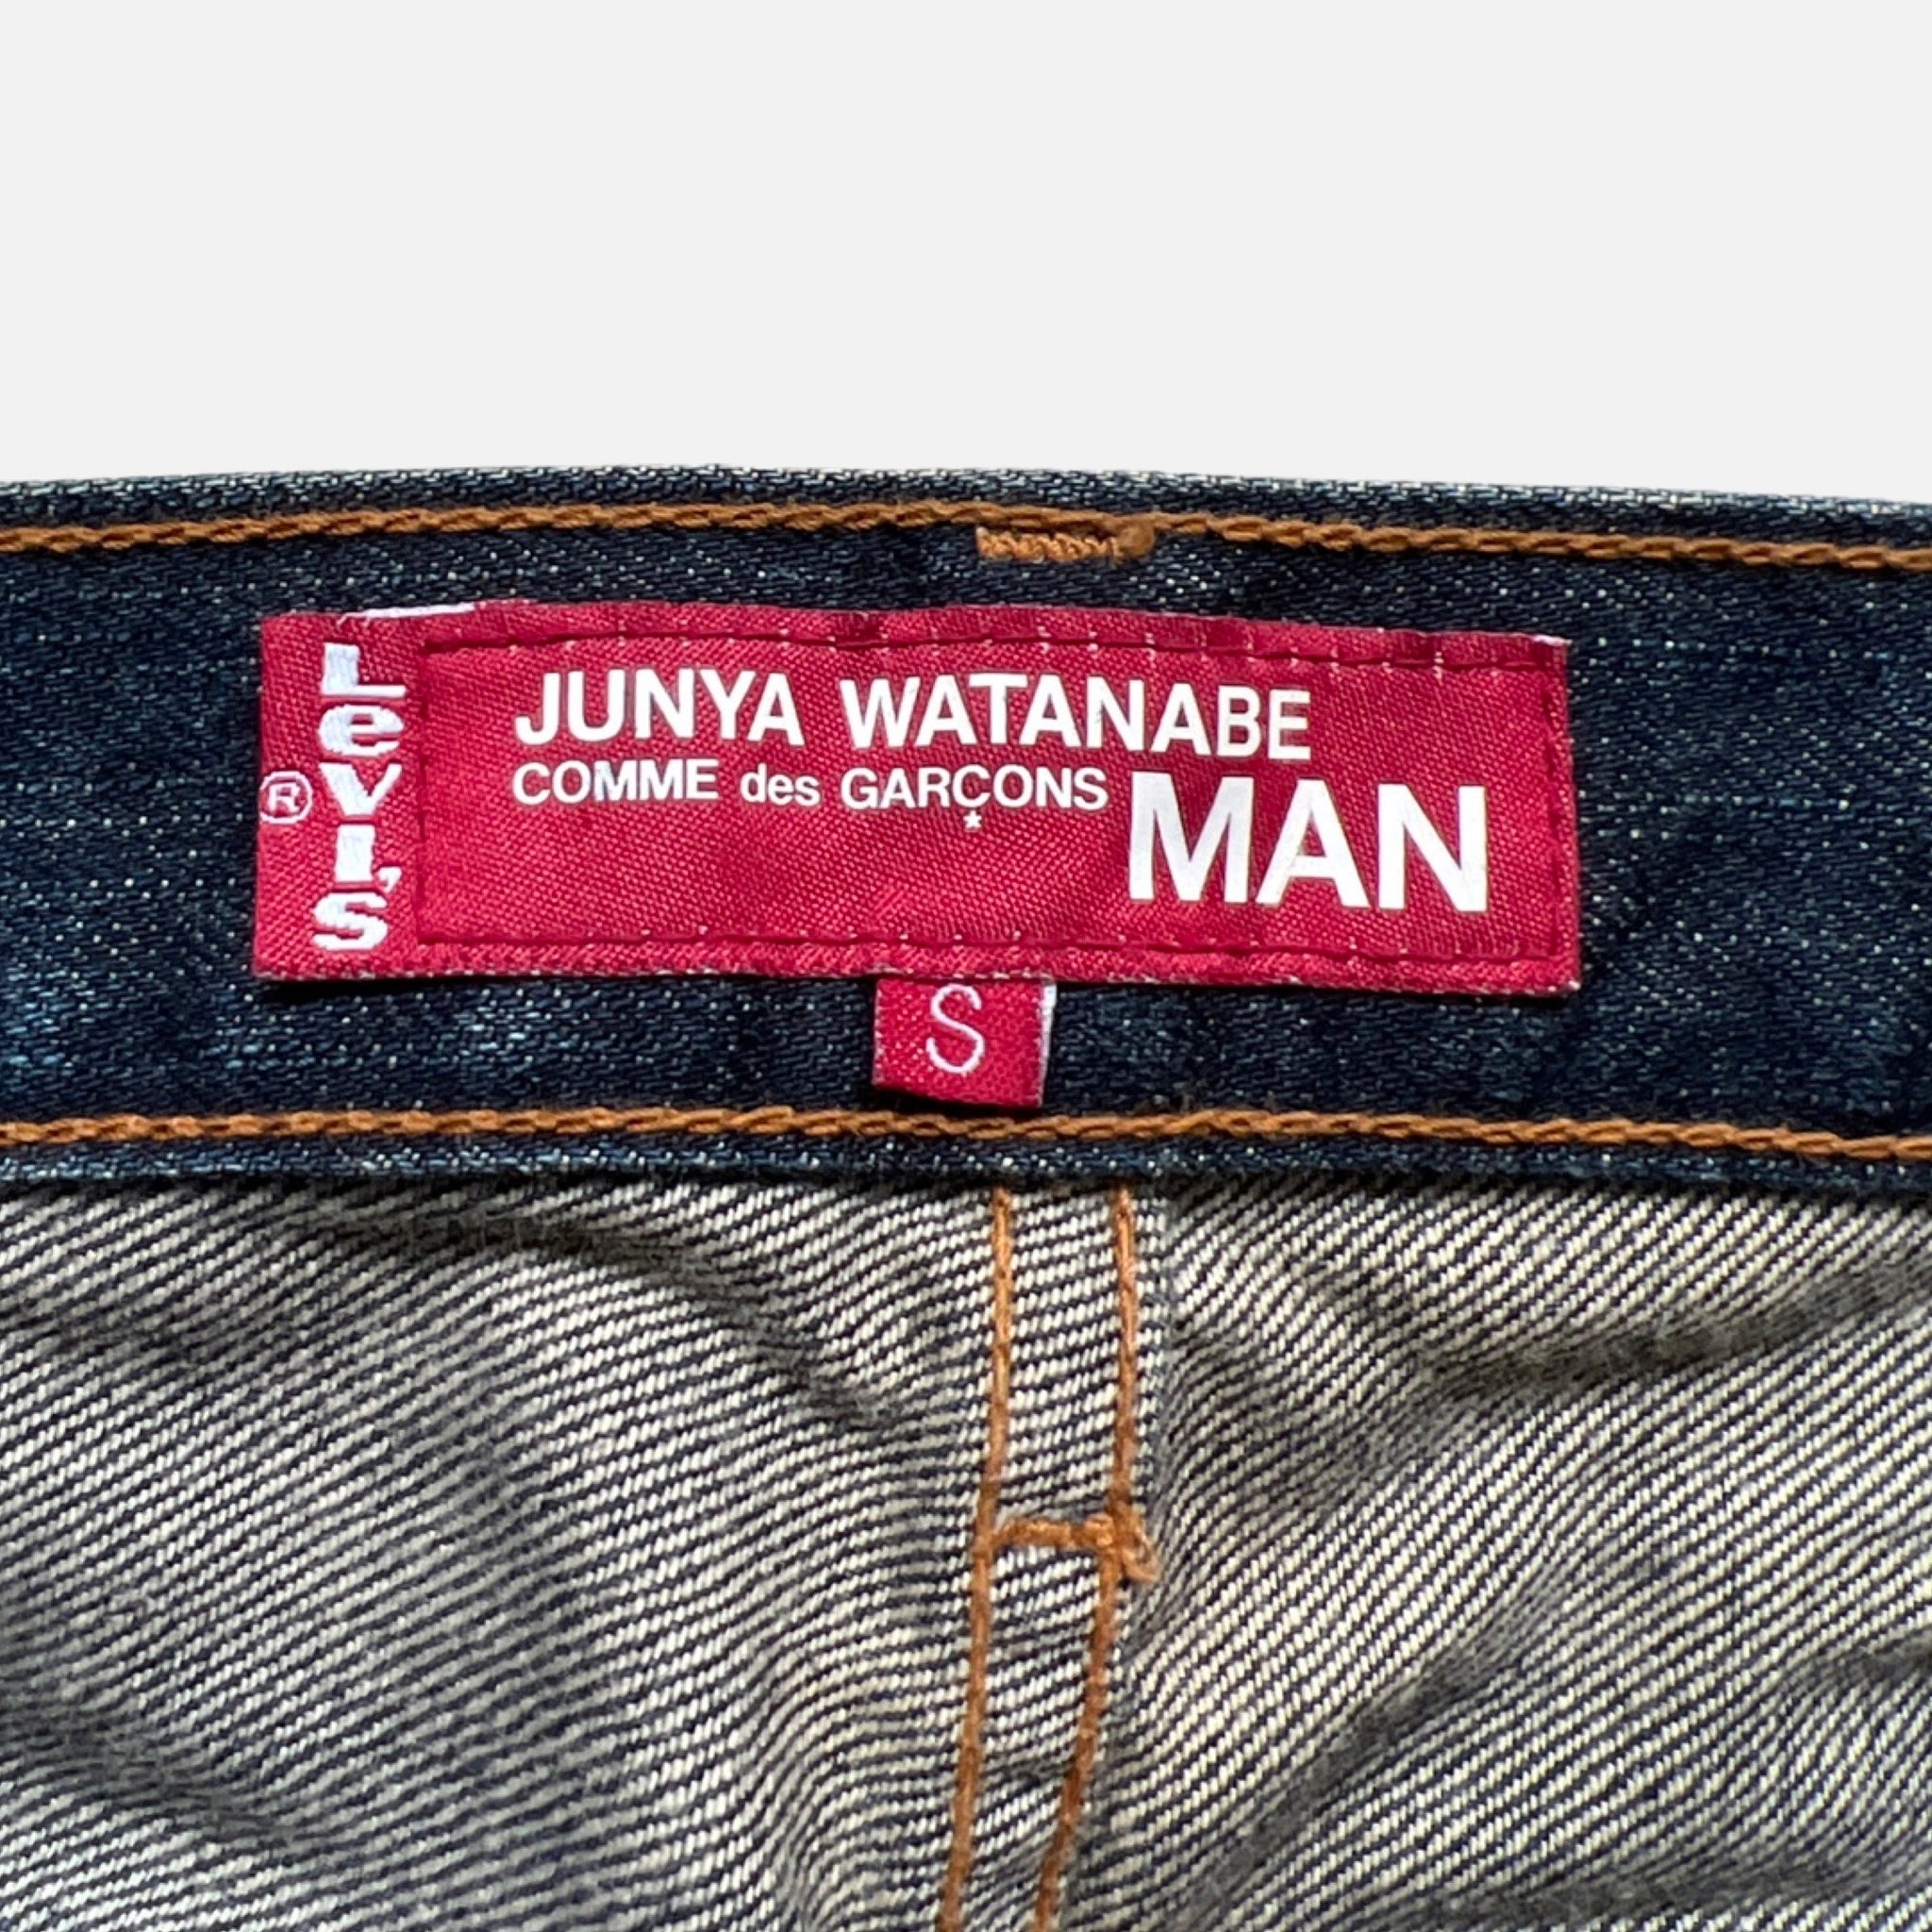 Levi's
®
JUNYA WATANABE
COMME des GARÇONS MAN
*
S